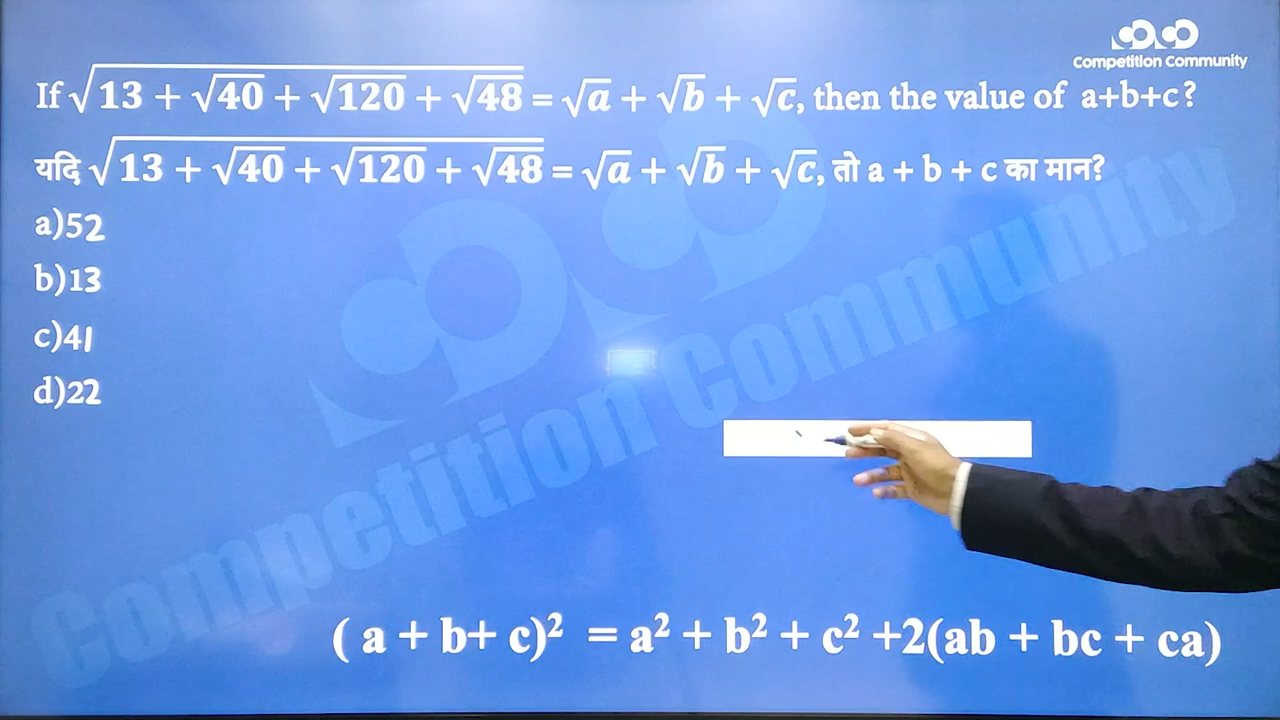 Competition Community
If √13 + √40 + √120 + √48 = √a + √b + √c, then the value of a+b+c?
यदि √13 + √40 + √120 + √48 = √a + √b + √c, तो a + b + c का मान?
a)52
b)13
c)41
d)22
Competition Community
( a + b+ c)² = a² + b² + c² +2(ab + bc + ca)